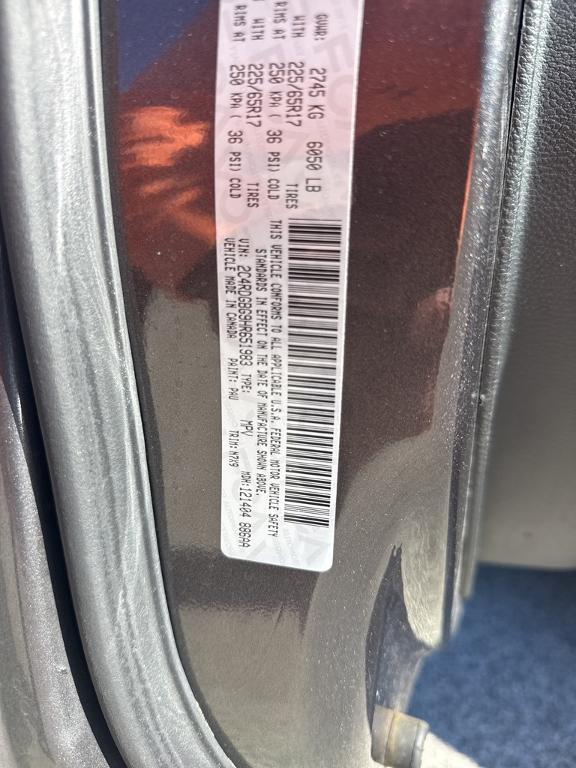 GVWR: 2745 KG 6050 LB
WITH 225/65R17 TIRES
RIMS AT 250 KPA ( 36 PSI) COLD
WITH 225/65R17 TIRES
RIMS AT 250 KPA ( 36 PSI) COLD
THIS VEHICLE CONFORMS TO ALL APPLICABLE U.S.A. FEDERAL MOTOR VEHICLE SAFETY
STANDARDS IN EFFECT ON THE DATE OF MANUFACTURE SHOWN ABOVE.
VIN: 2C4RDGBG9HR651983 TYPE: MPV MDH:121404 886AA
VEHICLE MADE IN CANADA PAINT: PAU TRIM: